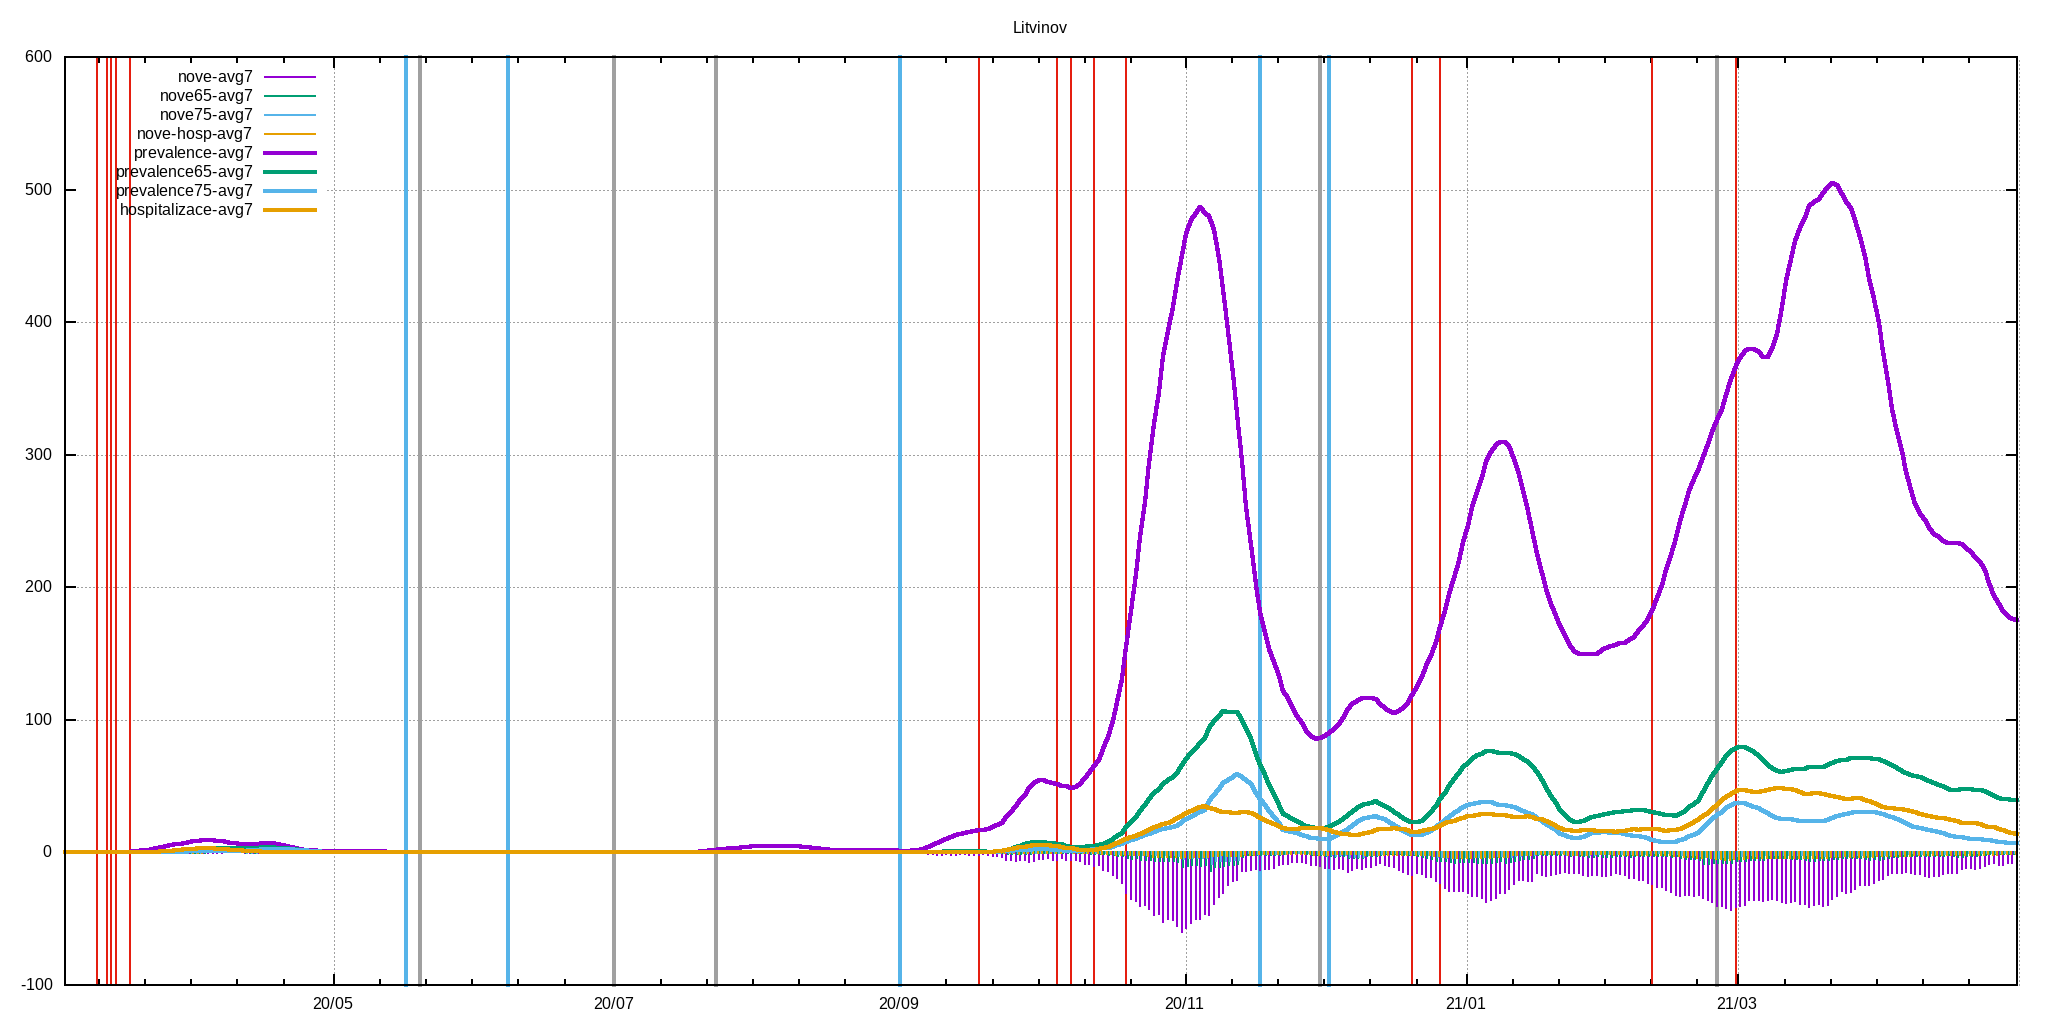 Litvinov
600
500
400
300
200
100
0
-100
nove-avg7
nove65-avg7
nove75-avg7
nove-hosp-avg7
prevalence-avg7
prevalence65-avg7
prevalence75-avg7
hospitalizace-avg7
20/05 20/07 20/09 20/11 21/01 21/03